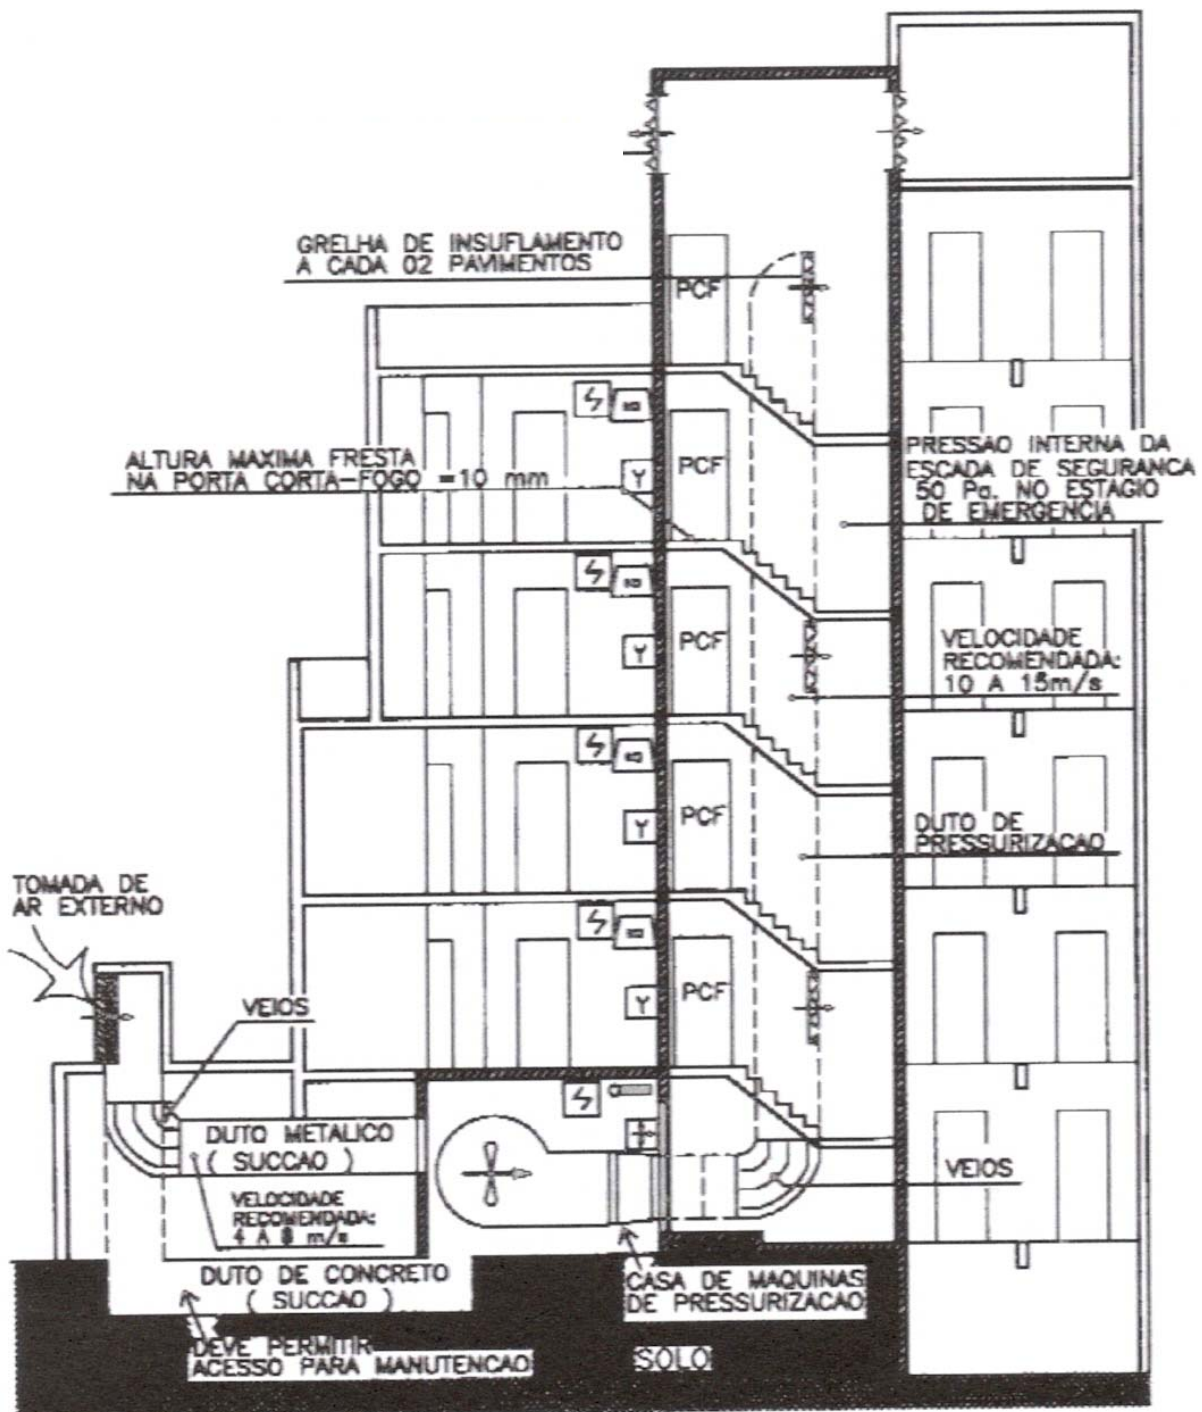 GRELHA DE INSUFLAMENTO
A CADA 02 PAVIMENTOS
PCF
ALTURA MAXIMA FRESTA
NA PORTA CORTA-FOGO =10 mm
Y
PCF
PRESSAO INTERNA DA
ESCADA DE SEGURANCA
50 Pa. NO ESTAGIO
DE EMERGENCIA
Y
PCF
VELOCIDADE
RECOMENDADA:
10 A 15m/s
Y
PCF
DUTO DE
PRESSURIZACAO
TOMADA DE
AR EXTERNO
VEIOS
Y
PCF
DUTO METALICO
( SUCCAO )
VELOCIDADE
RECOMENDADA:
4 A 8 m/s
VEIOS
DUTO DE CONCRETO
( SUCCAO )
CASA DE MAQUINAS
DE PRESSURIZACAO
DEVE PERMITIR
ACESSO PARA MANUTENCAO
SOLO